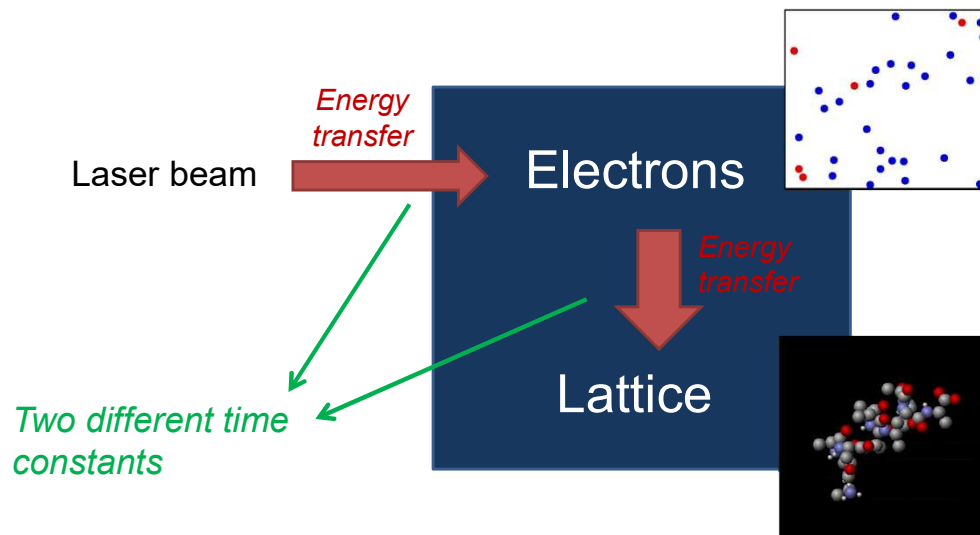 Energy
transfer
Laser beam
Electrons
Energy
transfer
Lattice
Two different time
constants